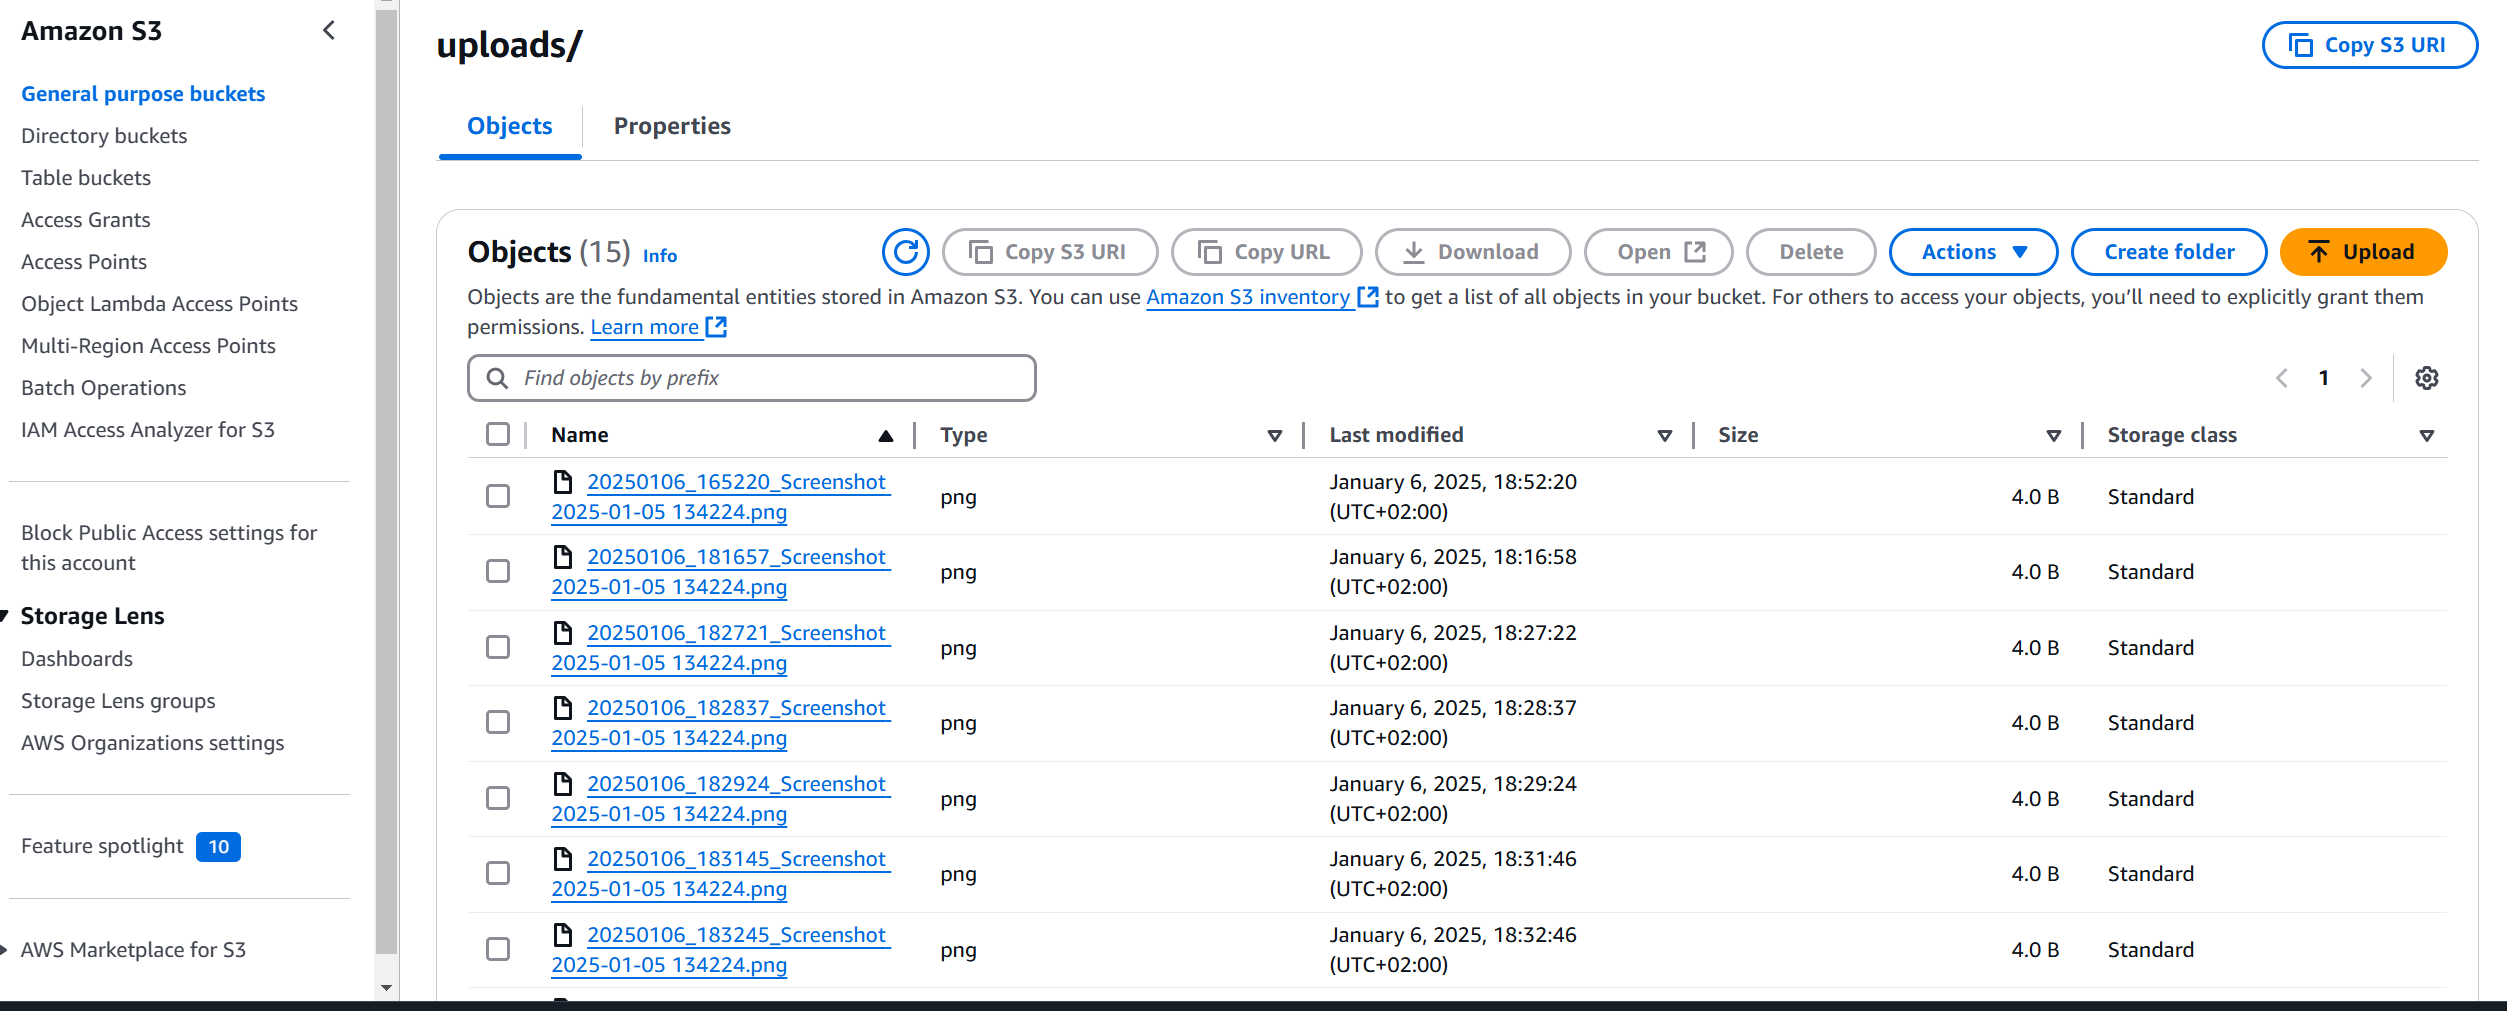 Amazon S3
General purpose buckets
Directory buckets
Table buckets
Access Grants
Access Points
Object Lambda Access Points
Multi-Region Access Points
Batch Operations
IAM Access Analyzer for S3
Block Public Access settings for
this account
Storage Lens
Dashboards
Storage Lens groups
AWS Organizations settings
Feature spotlight 10
AWS Marketplace for S3
uploads/
Copy S3 URI
Objects Properties
Objects (15) Info Copy S3 URI Copy URL Download Open Delete Actions Create folder Upload
Objects are the fundamental entities stored in Amazon S3. You can use Amazon S3 inventory to get a list of all objects in your bucket. For others to access your objects, you’ll need to explicitly grant them
permissions. Learn more
Find objects by prefix
1
Name Type Last modified Size Storage class
20250106_165220_Screenshot January 6, 2025, 18:52:20
2025-01-05 134224.png png (UTC+02:00) 4.0 B Standard
20250106_181657_Screenshot January 6, 2025, 18:16:58
2025-01-05 134224.png png (UTC+02:00) 4.0 B Standard
20250106_182721_Screenshot January 6, 2025, 18:27:22
2025-01-05 134224.png png (UTC+02:00) 4.0 B Standard
20250106_182837_Screenshot January 6, 2025, 18:28:37
2025-01-05 134224.png png (UTC+02:00) 4.0 B Standard
20250106_182924_Screenshot January 6, 2025, 18:29:24
2025-01-05 134224.png png (UTC+02:00) 4.0 B Standard
20250106_183145_Screenshot January 6, 2025, 18:31:46
2025-01-05 134224.png png (UTC+02:00) 4.0 B Standard
20250106_183245_Screenshot January 6, 2025, 18:32:46
2025-01-05 134224.png png (UTC+02:00) 4.0 B Standard